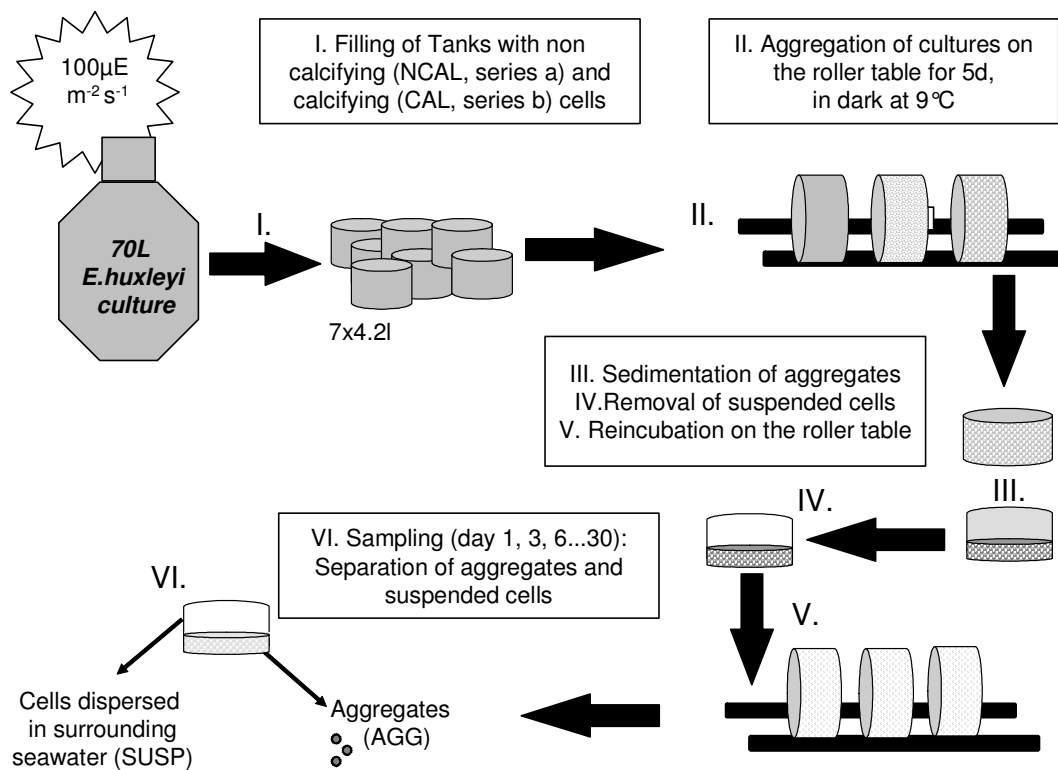 100µE
m⁻² s⁻¹
70L
E.huxleyi
culture
I. Filling of Tanks with non
calcifying (NCAL, series a) and
calcifying (CAL, series b) cells
I.
7x4.2l
II. Aggregation of cultures on
the roller table for 5d,
in dark at 9°C
II.
III. Sedimentation of aggregates
IV.Removal of suspended cells
V. Reincubation on the roller table
III.
IV.
V.
VI. Sampling (day 1, 3, 6...30):
Separation of aggregates and
suspended cells
VI.
Cells dispersed
in surrounding
seawater (SUSP)
Aggregates
(AGG)